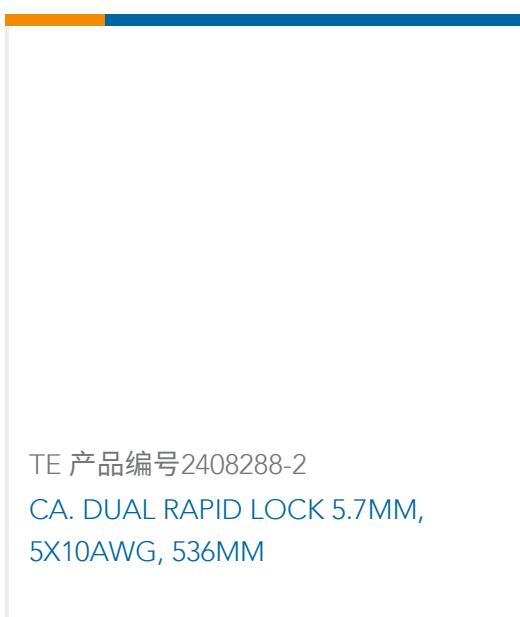 TE 产品编号2408288-2
CA. DUAL RAPID LOCK 5.7MM,
5X10AWG, 536MM